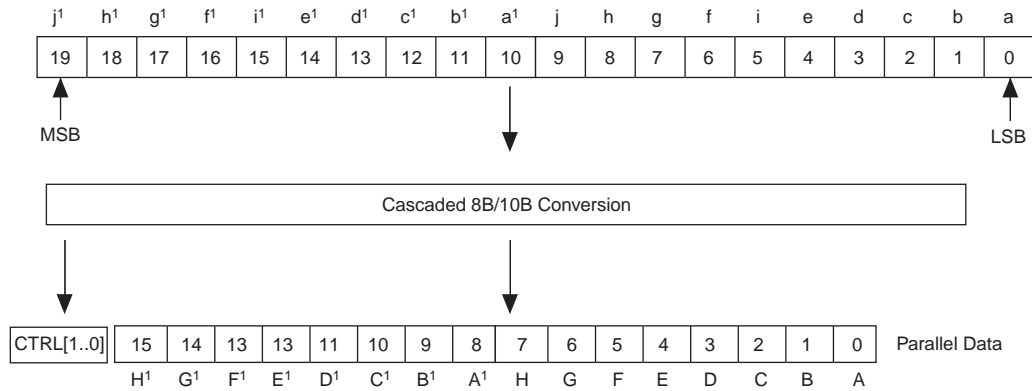 j¹ h¹ g¹ f¹ i¹ e¹ d¹ c¹ b¹ a¹ j h g f i e d c b a
19 18 17 16 15 14 13 12 11 10 9 8 7 6 5 4 3 2 1 0
MSB LSB
Cascaded 8B/10B Conversion
CTRL[1..0] 15 14 13 13 11 10 9 8 7 6 5 4 3 2 1 0 Parallel Data
H¹ G¹ F¹ E¹ D¹ C¹ B¹ A¹ H G F E D C B A